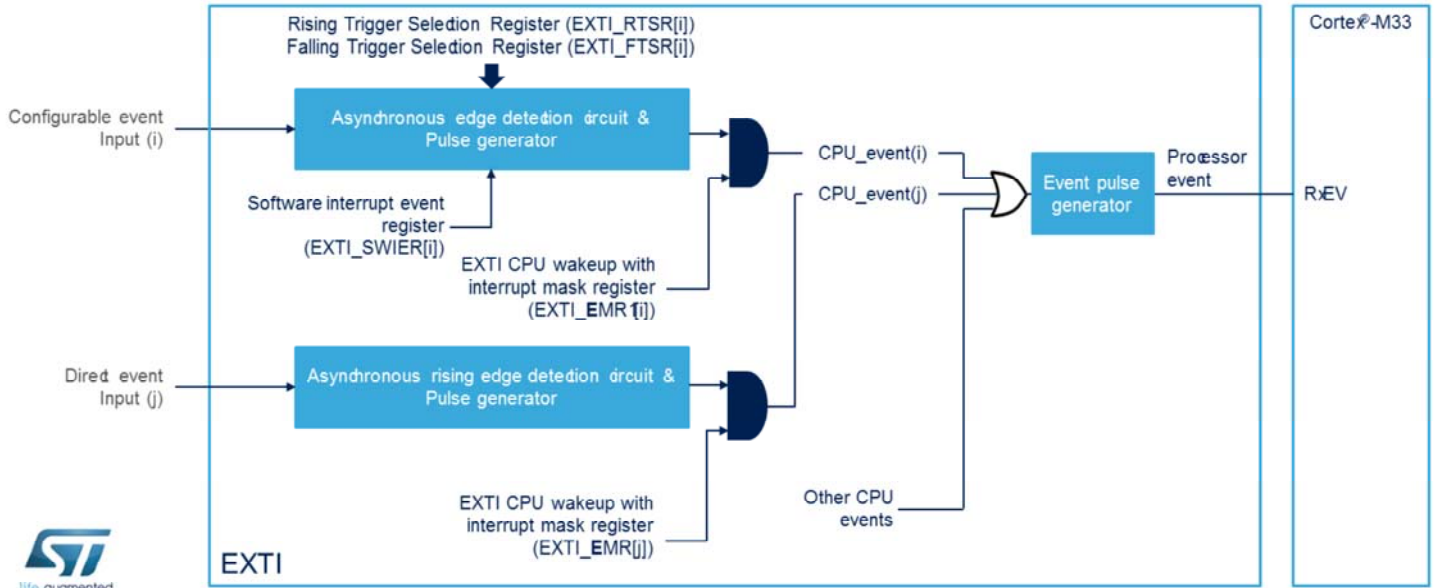 Rising Trigger Selection Register (EXTI_RTSR[i])
Falling Trigger Selection Register (EXTI_FTSR[i])
Cortex®-M33
Configurable event
Input (i)
Asynchronous edge detection circuit &
Pulse generator
CPU_event(i)
CPU_event(j)
Event pulse
generator
Processor
event
RxEV
Software interrupt event
register
(EXTI_SWIER[i])
EXTI CPU wakeup with
interrupt mask register
(EXTI_EMR1[i])
Direct event
Input (j)
Asynchronous rising edge detection circuit &
Pulse generator
EXTI CPU wakeup with
interrupt mask register
(EXTI_EMR[j])
Other CPU
events
EXTI
ST
life.augmented